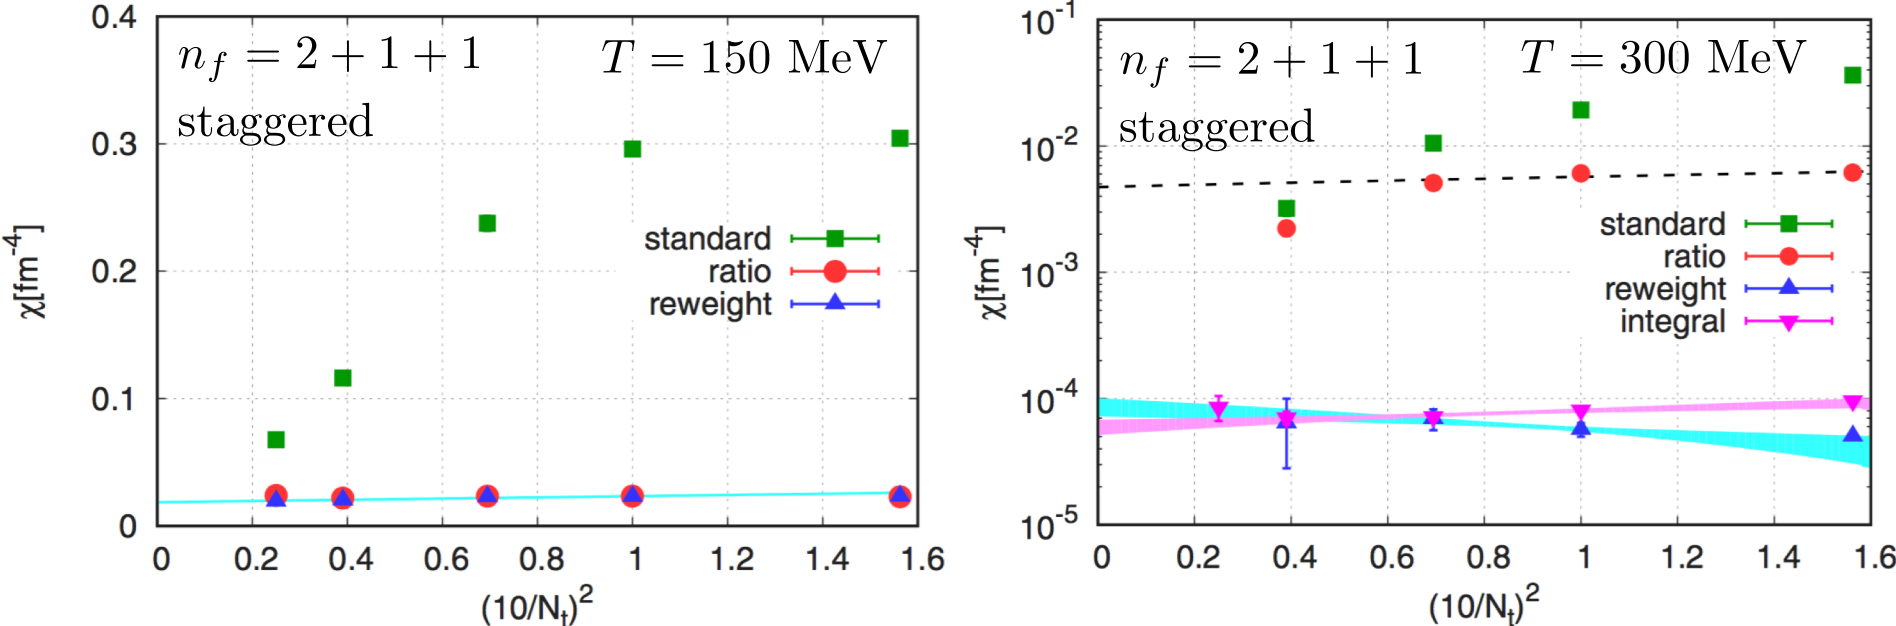 n_f = 2 + 1 + 1 T = 150 MeV
staggered
0.4
0.3
0.2
0.1
0
χ[fm⁻⁴]
standard
ratio
reweight
0 0.2 0.4 0.6 0.8 1 1.2 1.4 1.6
(10/N_t)²
n_f = 2 + 1 + 1 T = 300 MeV
staggered
10⁻¹
10⁻²
10⁻³
10⁻⁴
10⁻⁵
χ[fm⁻⁴]
standard
ratio
reweight
integral
0 0.2 0.4 0.6 0.8 1 1.2 1.4 1.6
(10/N_t)²